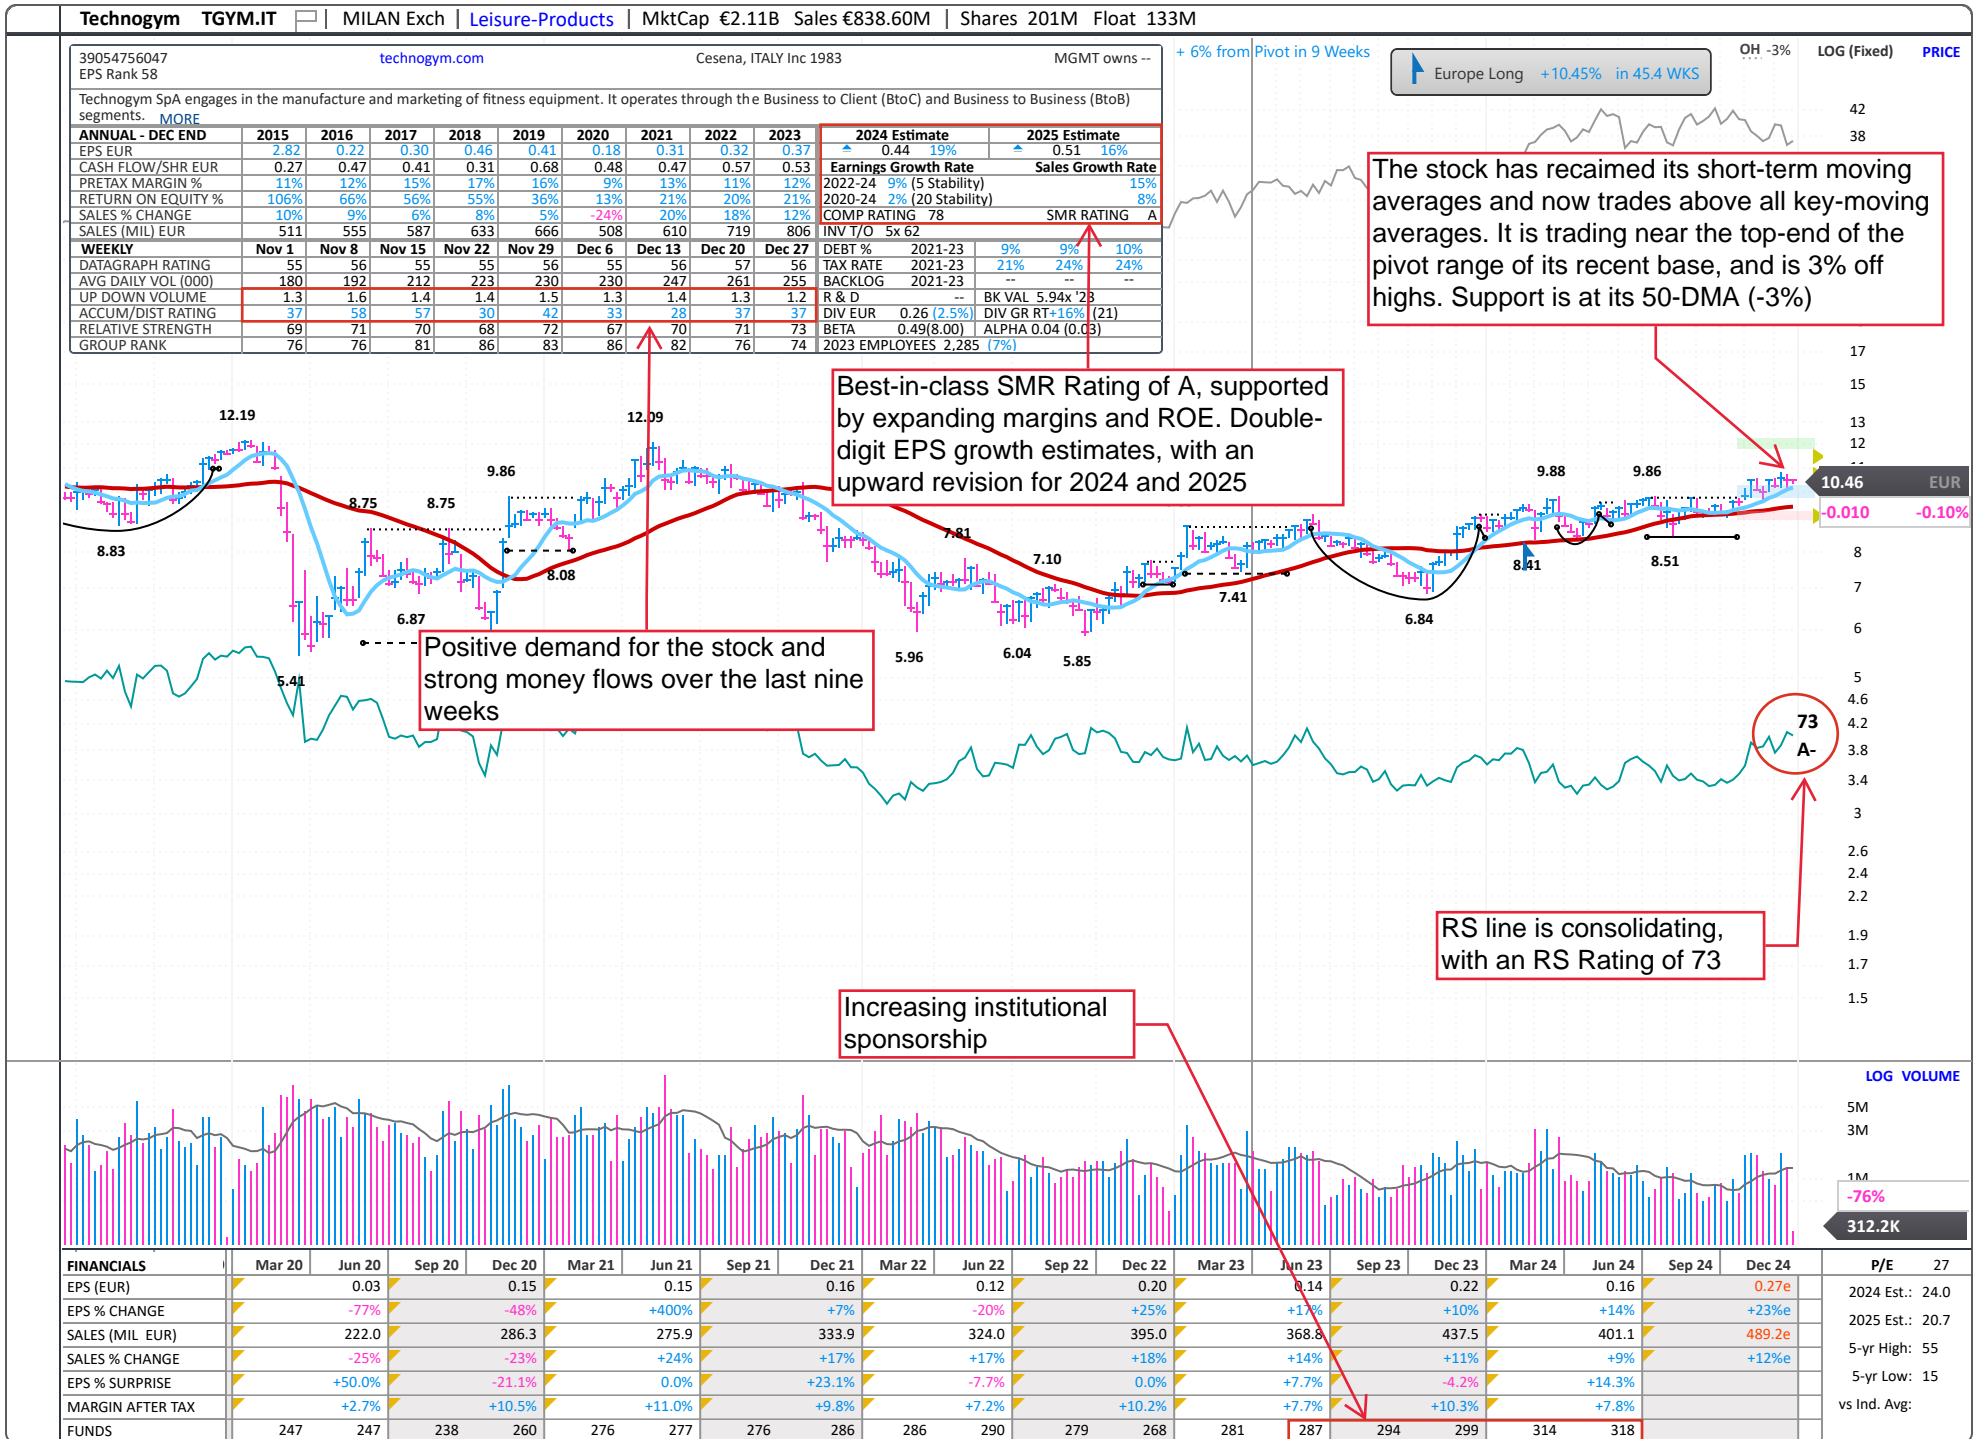 Technogym TGYM.IT | MILAN Exch | Leisure-Products | MktCap €2.11B Sales €838.60M | Shares 201M Float 133M
39054756047 technogym.com Cesena, ITALY Inc 1983 MGMT owns --
EPS Rank 58
Technogym SpA engages in the manufacture and marketing of fitness equipment. It operates through the Business to Client (BtoC) and Business to Business (BtoB)
segments. MORE
ANNUAL - DEC END 2015 2016 2017 2018 2019 2020 2021 2022 2023 2024 Estimate 2025 Estimate
EPS EUR 2.82 0.22 0.30 0.46 0.41 0.18 0.31 0.32 0.37 0.44 19% 0.51 16%
CASH FLOW/SHR EUR 0.27 0.47 0.41 0.31 0.68 0.48 0.47 0.57 0.53 Earnings Growth Rate Sales Growth Rate
PRETAX MARGIN % 11% 12% 15% 17% 16% 9% 13% 11% 12% 2022-24 9% (5 Stability) 15%
RETURN ON EQUITY % 106% 66% 56% 55% 36% 13% 21% 20% 21% 2020-24 2% (20 Stability) 8%
SALES % CHANGE 10% 9% 6% 8% 5% -24% 20% 18% 12% COMP RATING 78 SMR RATING A
SALES (MIL) EUR 511 555 587 633 666 508 610 719 806 INV T/O 5x 62
WEEKLY Nov 1 Nov 8 Nov 15 Nov 22 Nov 29 Dec 6 Dec 13 Dec 20 Dec 27 DEBT % 2021-23 9% 9% 10%
DATAGRAPH RATING 55 56 55 55 56 55 56 57 56 TAX RATE 2021-23 21% 24% 24%
AVG DAILY VOL (000) 180 192 212 223 230 230 247 261 255 BACKLOG 2021-23 -- -- --
UP DOWN VOLUME 1.3 1.6 1.4 1.4 1.5 1.3 1.4 1.3 1.2 R & D -- BK VAL 5.94x '23
ACCUM/DIST RATING 37 58 57 30 42 33 28 37 37 DIV EUR 0.26 (2.5%) DIV GR RT +16% (21)
RELATIVE STRENGTH 69 71 70 68 72 67 70 71 73 BETA 0.49(8.00) ALPHA 0.04 (0.03)
GROUP RANK 76 76 81 86 83 86 82 76 74 2023 EMPLOYEES 2,285 (7%)
+ 6% from Pivot in 9 Weeks
Europe Long +10.45% in 45.4 WKS
OH -3% LOG (Fixed) PRICE
The stock has recaimed its short-term moving
averages and now trades above all key-moving
averages. It is trading near the top-end of the
pivot range of its recent base, and is 3% off
highs. Support is at its 50-DMA (-3%)
Best-in-class SMR Rating of A, supported
by expanding margins and ROE. Double-
digit EPS growth estimates, with an
upward revision for 2024 and 2025
Positive demand for the stock and
strong money flows over the last nine
weeks
RS line is consolidating,
with an RS Rating of 73
Increasing institutional
sponsorship
12.19
8.83
5.41
8.75
6.87
8.75
9.86
8.08
12.09
7.81
5.96
6.04
7.10
5.85
7.41
6.84
8.41
9.88
9.86
8.51
73
A-
42
38
17
15
13
12
10.46 EUR
-0.010 -0.10%
8
7
6
5
4.6
4.2
3.8
3.4
3
2.6
2.4
2.2
1.9
1.7
1.5
LOG VOLUME
5M
3M
1M
-76%
312.2K
FINANCIALS Mar 20 Jun 20 Sep 20 Dec 20 Mar 21 Jun 21 Sep 21 Dec 21 Mar 22 Jun 22 Sep 22 Dec 22 Mar 23 Jun 23 Sep 23 Dec 23 Mar 24 Jun 24 Sep 24 Dec 24
EPS (EUR) 0.03 0.15 0.15 0.16 0.12 0.20 0.14 0.22 0.16 0.27e
EPS % CHANGE -77% -48% +400% +7% -20% +25% +17% +10% +14% +23%e
SALES (MIL EUR) 222.0 286.3 275.9 333.9 324.0 395.0 368.8 437.5 401.1 489.2e
SALES % CHANGE -25% -23% +24% +17% +17% +18% +14% +11% +9% +12%e
EPS % SURPRISE +50.0% -21.1% 0.0% +23.1% -7.7% 0.0% +7.7% -4.2% +14.3%
MARGIN AFTER TAX +2.7% +10.5% +11.0% +9.8% +7.2% +10.2% +7.7% +10.3% +7.8%
FUNDS 247 247 238 260 276 277 276 286 286 290 279 268 281 287 294 299 314 318
P/E 27
2024 Est.: 24.0
2025 Est.: 20.7
5-yr High: 55
5-yr Low: 15
vs Ind. Avg: